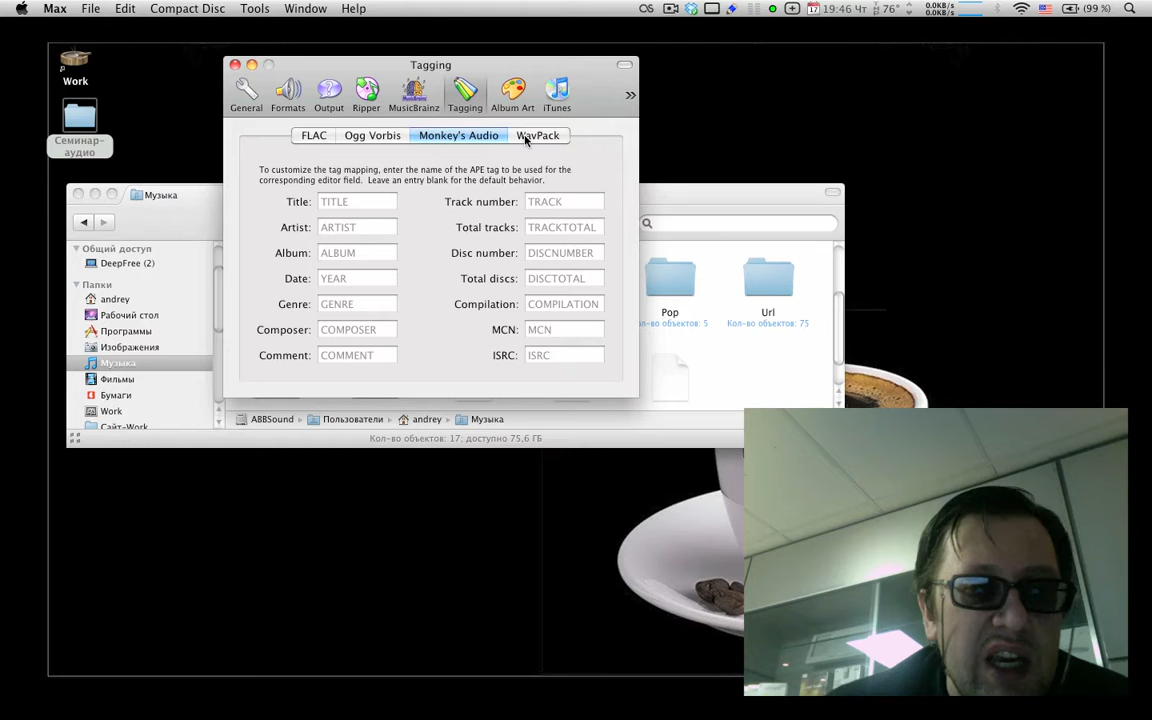 Max File Edit Compact Disc Tools Window Help
OS 17 0.0KB/s 0.0KB/s 19:46 Чт 76° (99 %)
Work
Семинар-аудио
Tagging
General Formats Output Ripper MusicBrainz Tagging Album Art iTunes »
FLAC Ogg Vorbis Monkey's Audio WavPack
To customize the tag mapping, enter the name of the APE tag to be used for the
corresponding editor field. Leave an entry blank for the default behavior.
Title: TITLE Track number: TRACK
Artist: ARTIST Total tracks: TRACKTOTAL
Album: ALBUM Disc number: DISCNUMBER
Date: YEAR Total discs: DISCTOTAL
Genre: GENRE Compilation: COMPILATION
Composer: COMPOSER MCN: MCN
Comment: COMMENT ISRC: ISRC
Музыка
Общий доступ
DeepFree (2)
Папки
andrey
Рабочий стол
Программы
Изображения
Музыка
Фильмы
Бумаги
Work
Сайт-Work
Pop Url
Кол-во объектов: 5 Кол-во объектов: 75
ABBSound Пользователи andrey Музыка
Кол-во объектов: 17, доступно 75,6 ГБ